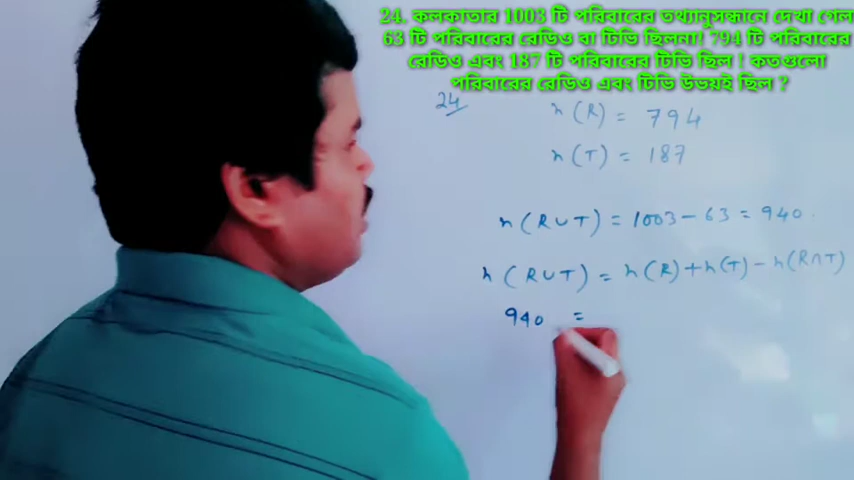 24. কলকাতার 1003 টি পরিবারের তথ্যানুসন্ধানে দেখা গেল
63 টি পরিবারের রেডিও বা টিভি ছিলনা! 794 টি পরিবারের
রেডিও এবং 187 টি পরিবারের টিভি ছিল ! কতগুলো
পরিবারের রেডিও এবং টিভি উভয়ই ছিল ?
24
n(R) = 794
n(T) = 187
n(R∪T) = 1003 - 63 = 940.
n(R∪T) = n(R)+n(T)-n(R∩T)
940 =